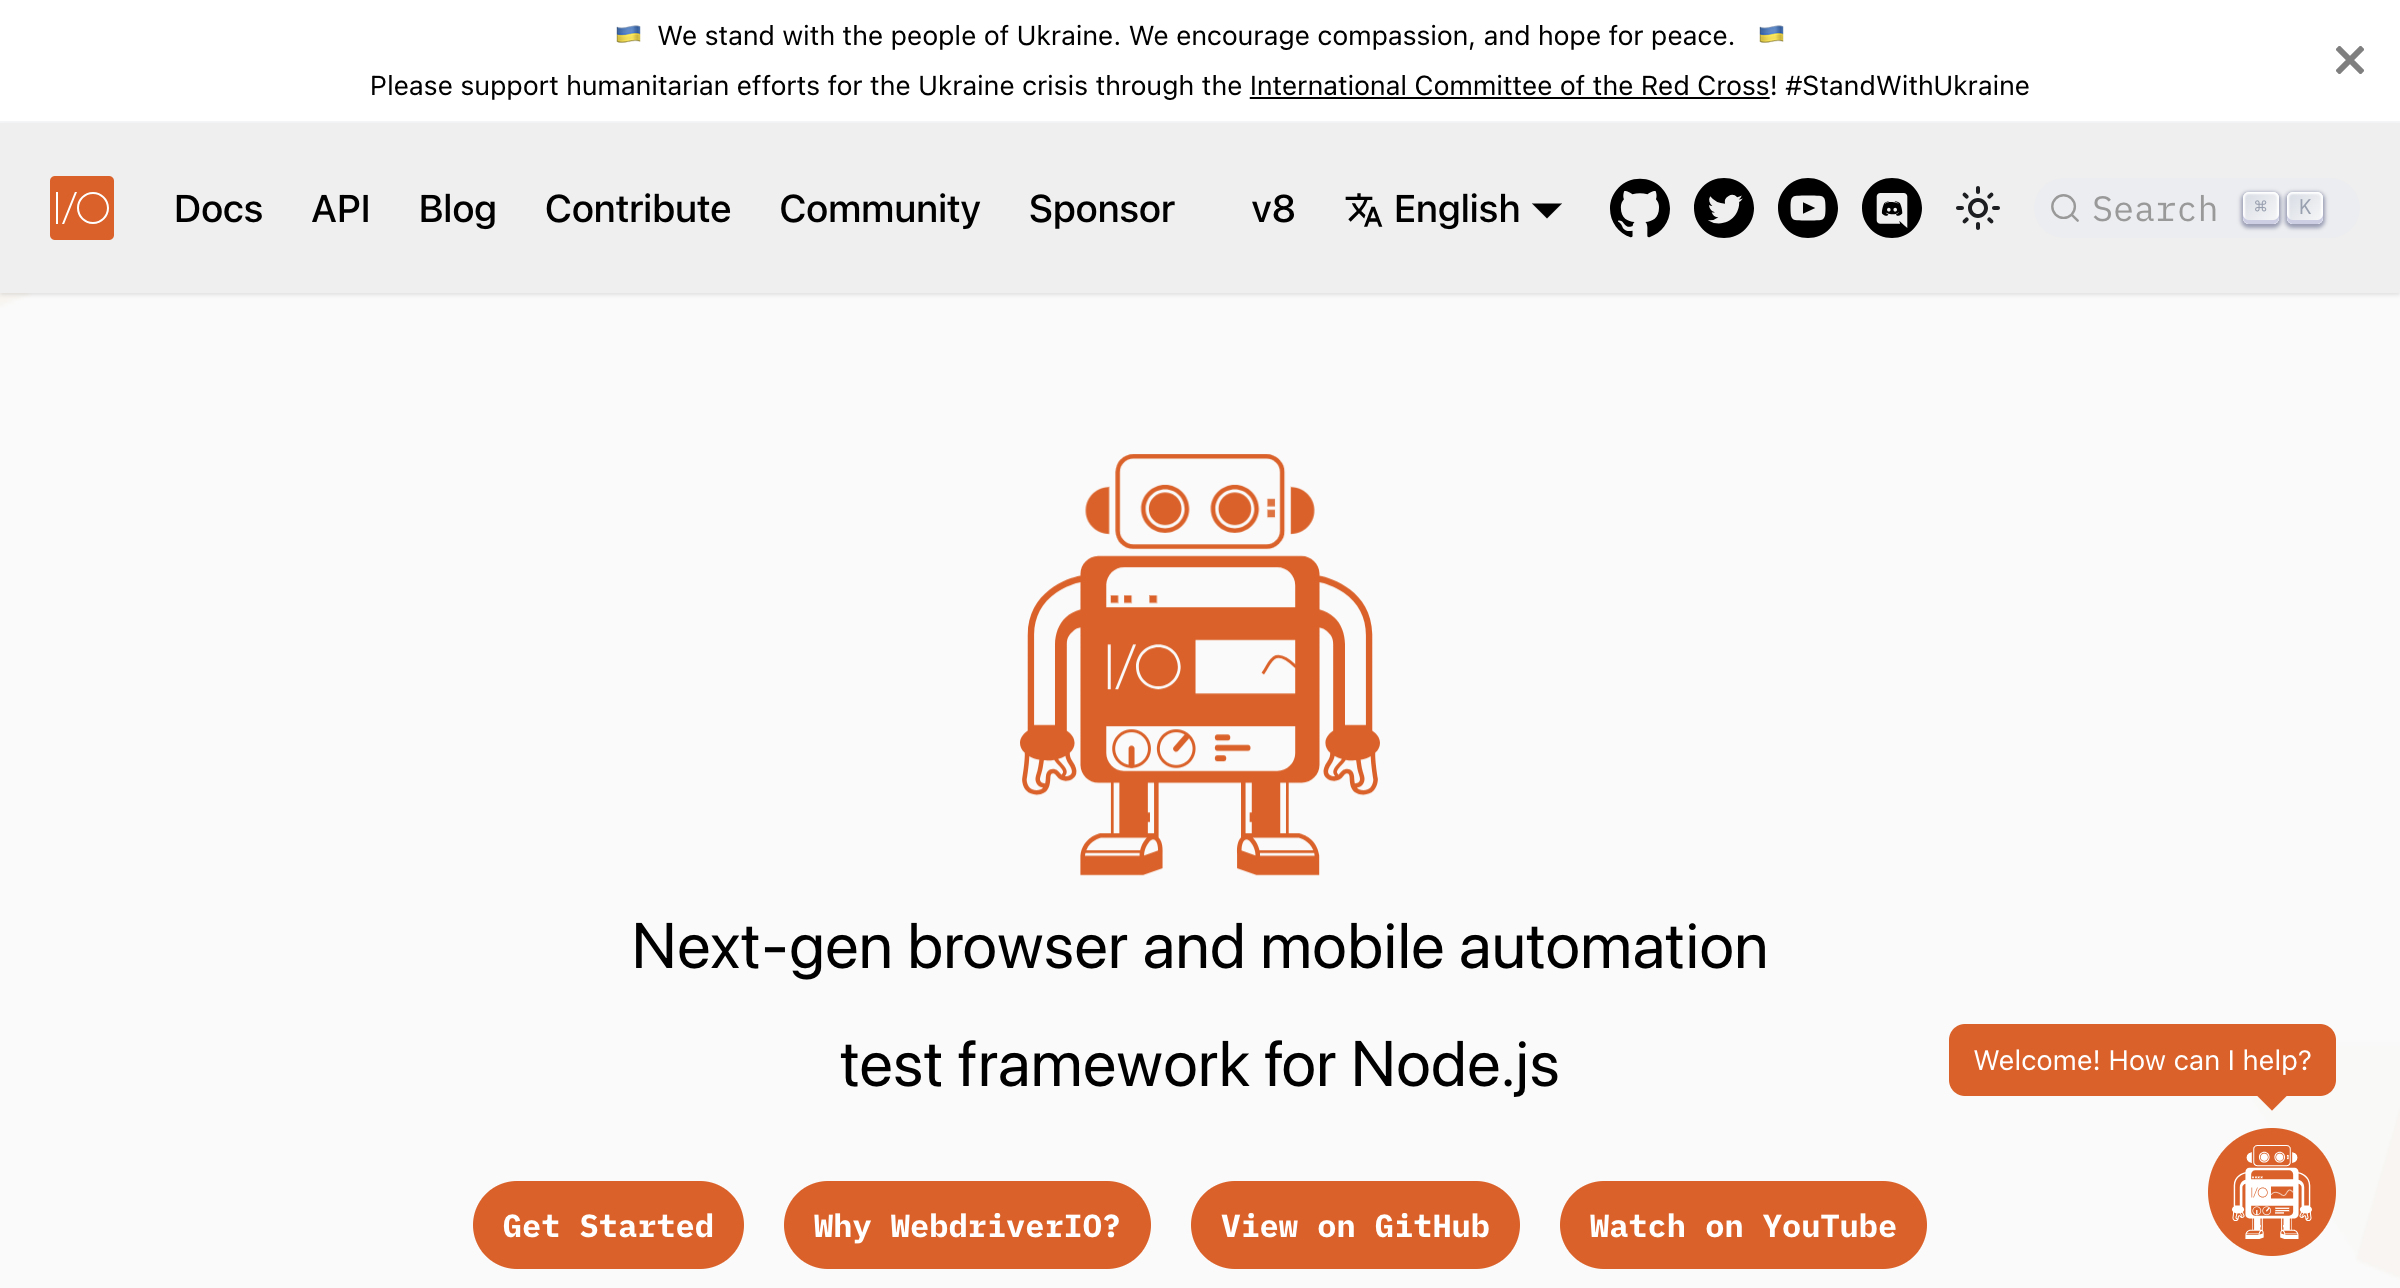 🇺🇦 We stand with the people of Ukraine. We encourage compassion, and hope for peace. 🇺🇦
Please support humanitarian efforts for the Ukraine crisis through the International Committee of the Red Cross! #StandWithUkraine
I/O Docs API Blog Contribute Community Sponsor v8 English Search ⌘ K
I/O
Next-gen browser and mobile automation
test framework for Node.js
Welcome! How can I help?
I/O
Get Started Why WebdriverIO? View on GitHub Watch on YouTube